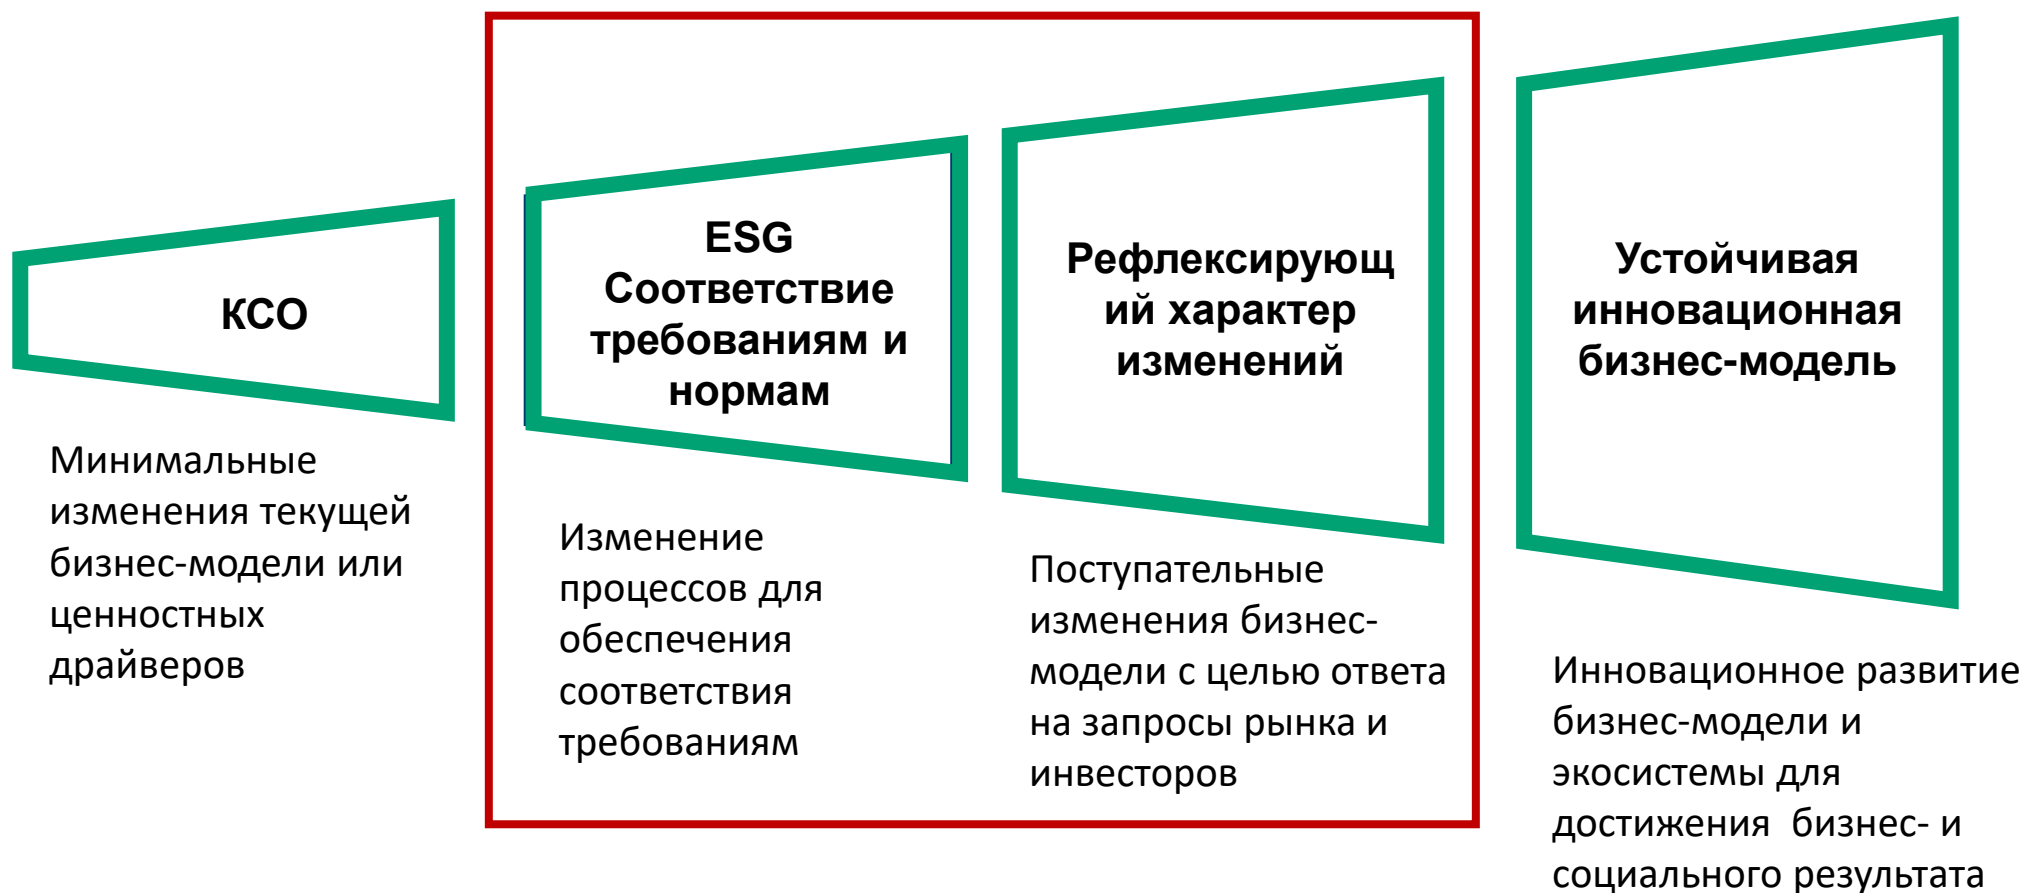 КСО
Минимальные
изменения текущей
бизнес-модели или
ценностных
драйверов
ESG
Соответствие
требованиям и
нормам
Изменение
процессов для
обеспечения
соответствия
требованиям
Рефлексирующ
ий характер
изменений
Поступательные
изменения бизнес-
модели с целью ответа
на запросы рынка и
инвесторов
Устойчивая
инновационная
бизнес-модель
Инновационное развитие
бизнес-модели и
экосистемы для
достижения  бизнес- и
социального результата